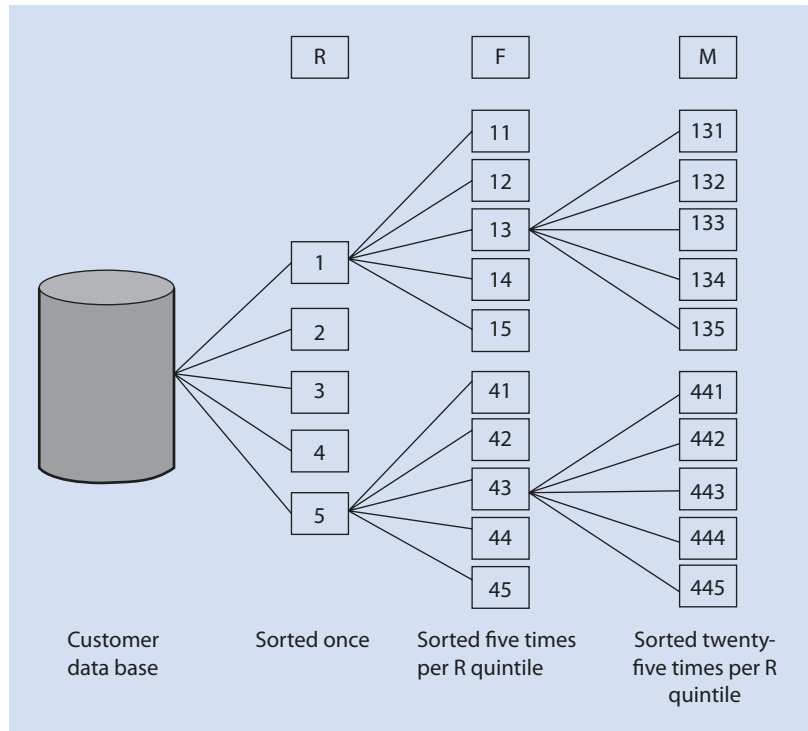 R
F
M
11
12
13
14
15
131
132
133
134
135
1
2
3
4
5
41
42
43
44
45
441
442
443
444
445
Customer
data base
Sorted once
Sorted five times
per R quintile
Sorted twenty-
five times per R
quintile